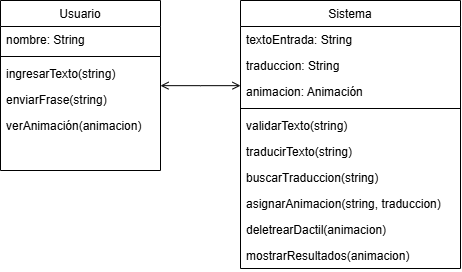 Usuario
nombre: String
ingresarTexto(string)
enviarFrase(string)
verAnimación(animacion)
Sistema
textoEntrada: String
traduccion: String
animacion: Animación
validarTexto(string)
traducirTexto(string)
buscarTraduccion(string)
asignarAnimacion(string, traduccion)
deletrearDactil(animacion)
mostrarResultados(animacion)